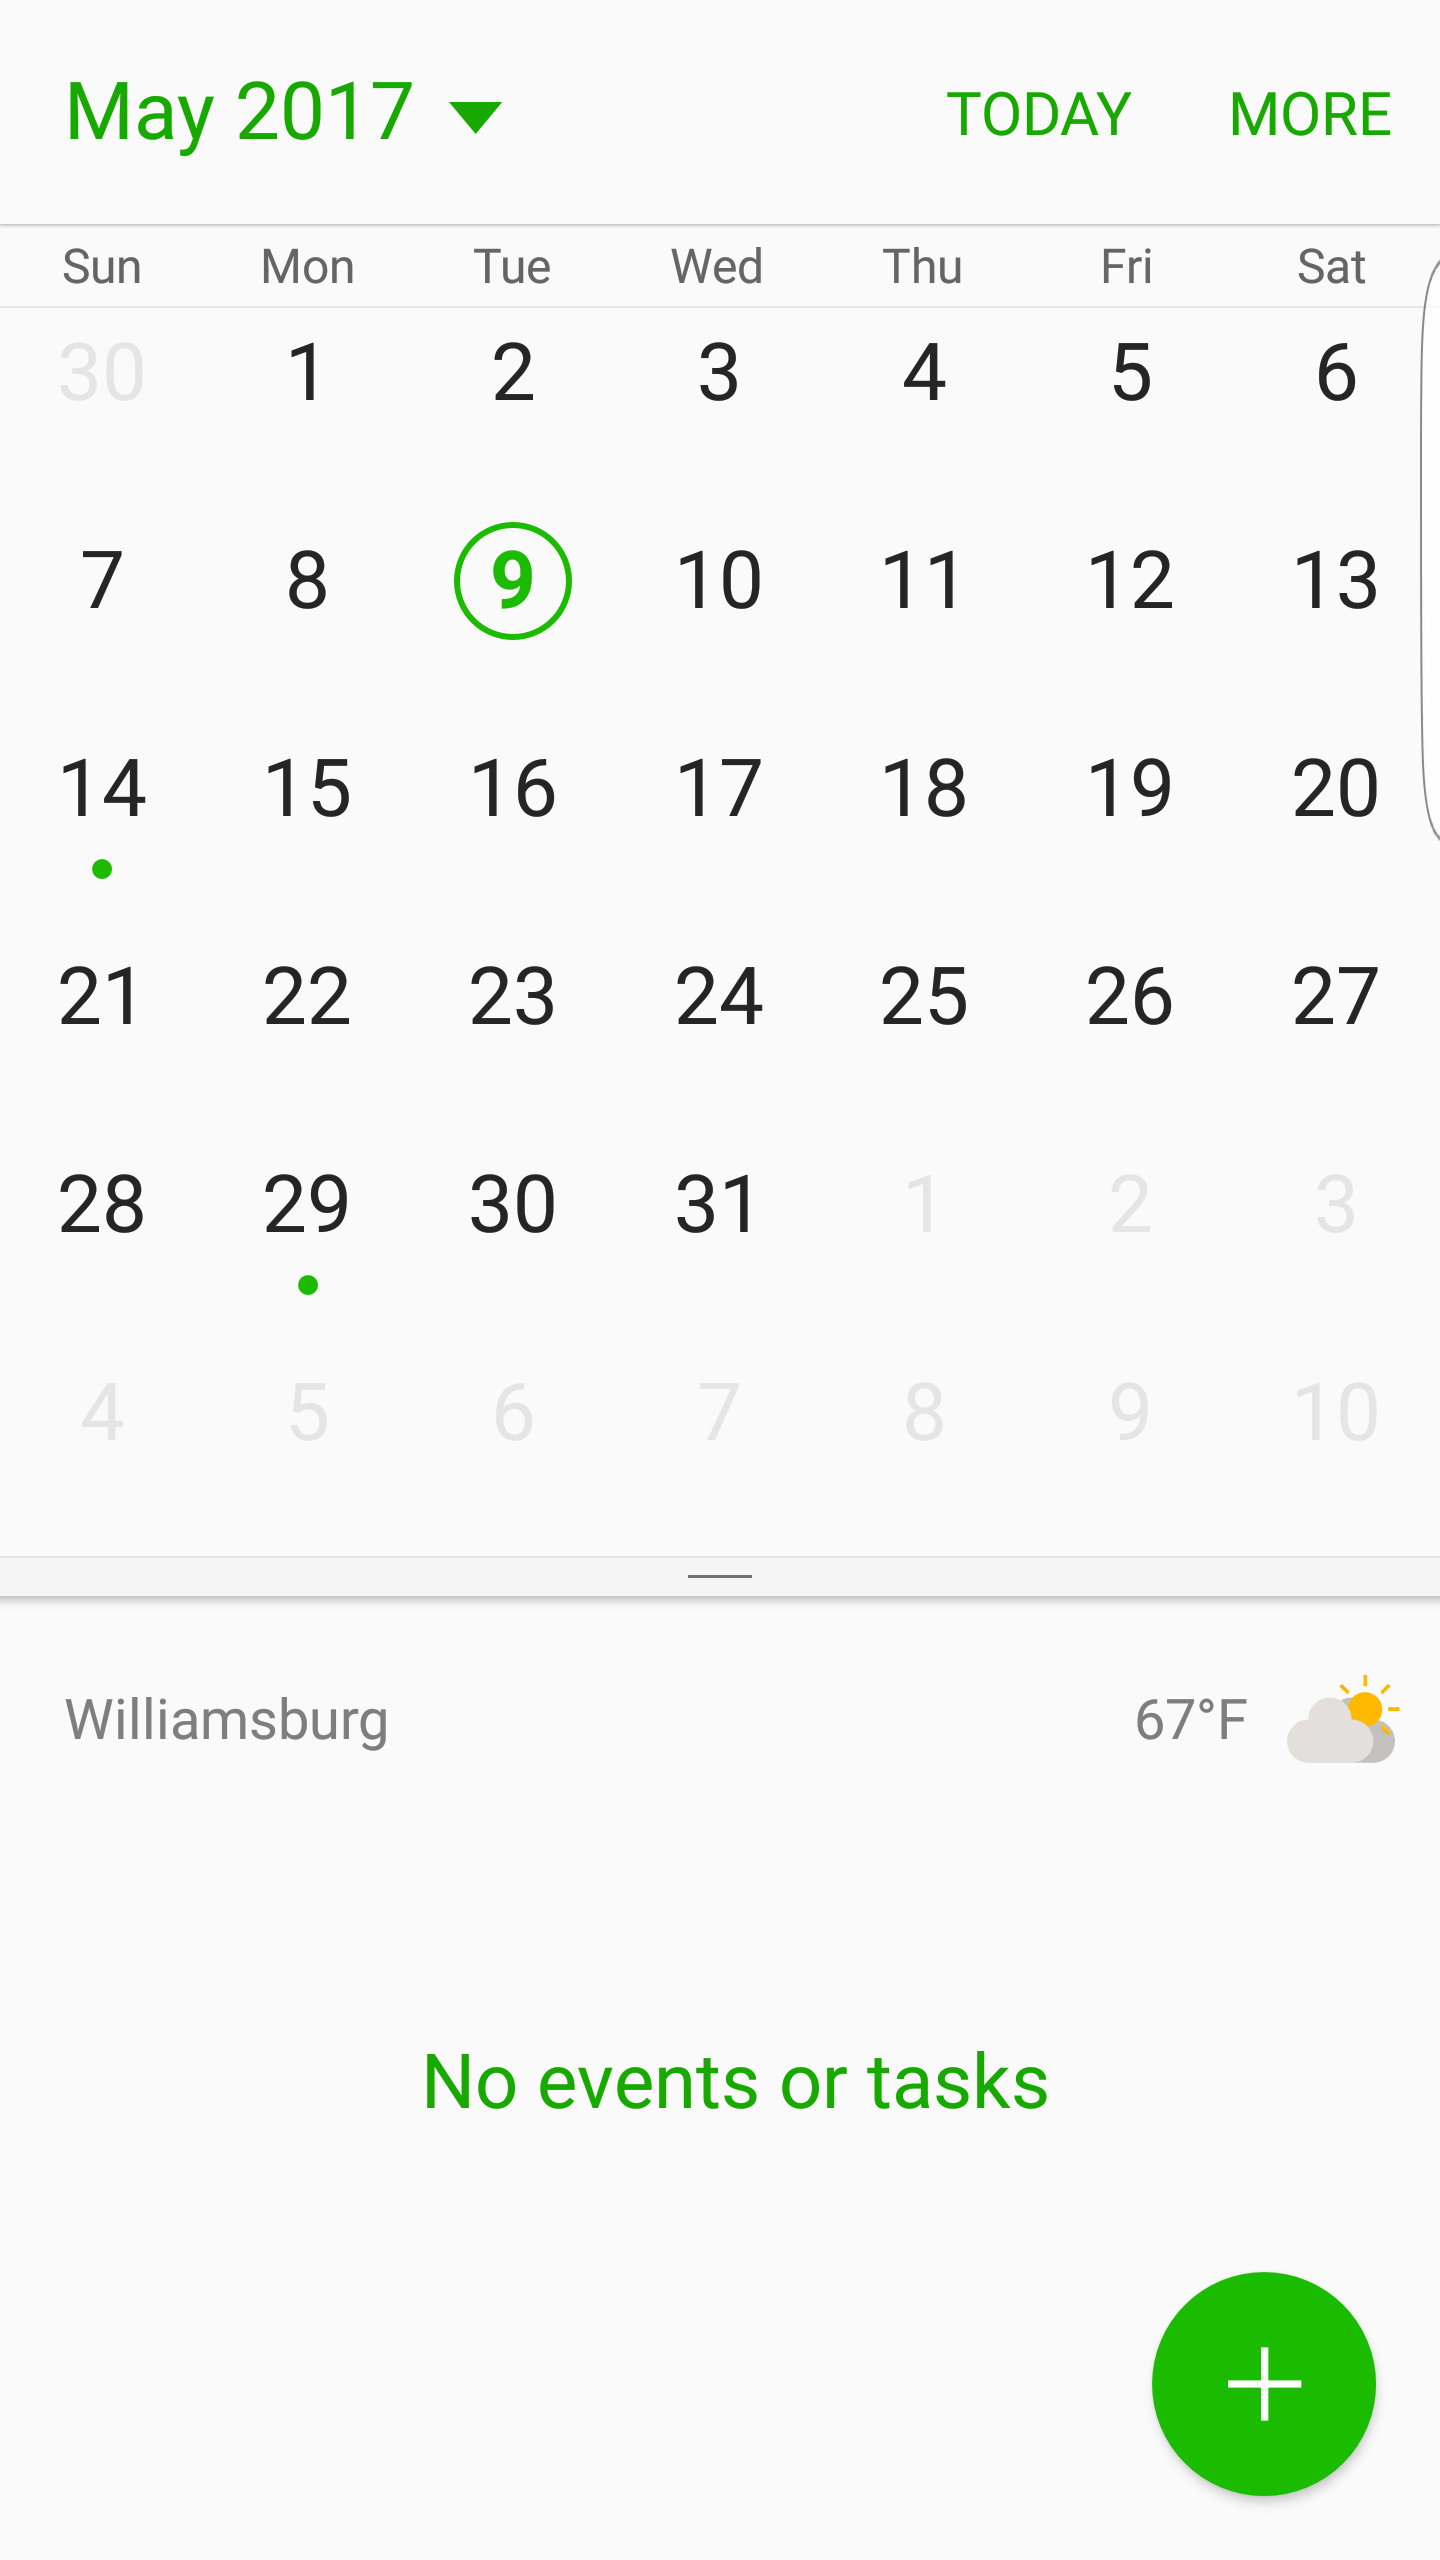 May 2017 TODAY MORE
Sun Mon Tue Wed Thu Fri Sat
30 1 2 3 4 5 6
7 8 9 10 11 12 13
14 15 16 17 18 19 20
21 22 23 24 25 26 27
28 29 30 31 1 2 3
4 5 6 7 8 9 10
Williamsburg 67°F
No events or tasks